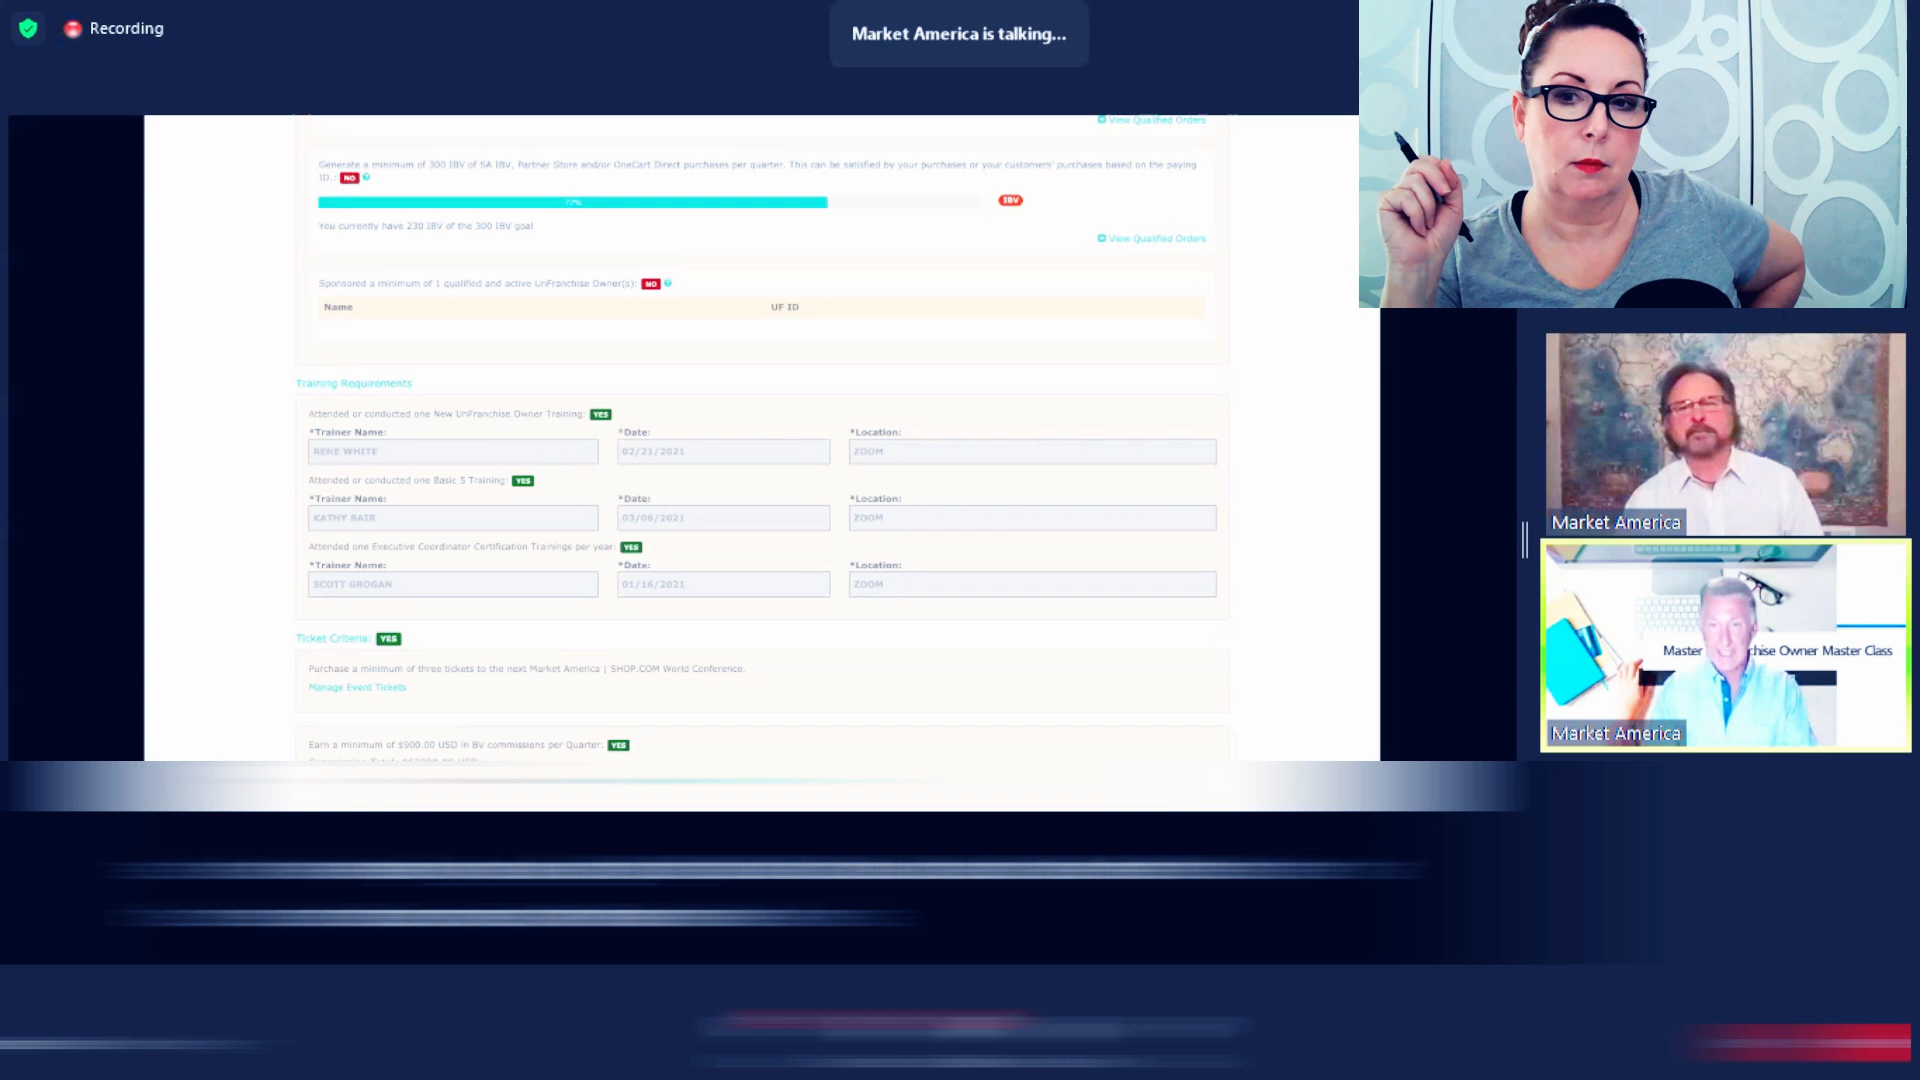 Recording
Market America is talking...
View Qualified Orders
Generate a minimum of 300 IBV of SA IBV, Partner Store and/or OneCart Direct purchases per quarter. This can be satisfied by your purchases or your customers' purchases based on the paying
ID.: NO
77%
IBV
You currently have 230 IBV of the 300 IBV goal
View Qualified Orders
Sponsored a minimum of 1 qualified and active UnFranchise Owner(s): NO
Name UF ID
Training Requirements
Attended or conducted one New UnFranchise Owner Training: YES
*Trainer Name: *Date: *Location:
RENE WHITE 02/21/2021 ZOOM
Attended or conducted one Basic 5 Training: YES
*Trainer Name: *Date: *Location:
KATHY BAIR 03/06/2021 ZOOM
Attended one Executive Coordinator Certification Trainings per year: YES
*Trainer Name: *Date: *Location:
SCOTT GROGAN 01/16/2021 ZOOM
Ticket Criteria: YES
Purchase a minimum of three tickets to the next Market America | SHOP.COM World Conference.
Manage Event Tickets
Earn a minimum of $900.00 USD in BV commissions per Quarter: YES
Market America
Master chise Owner Master Class
Market America